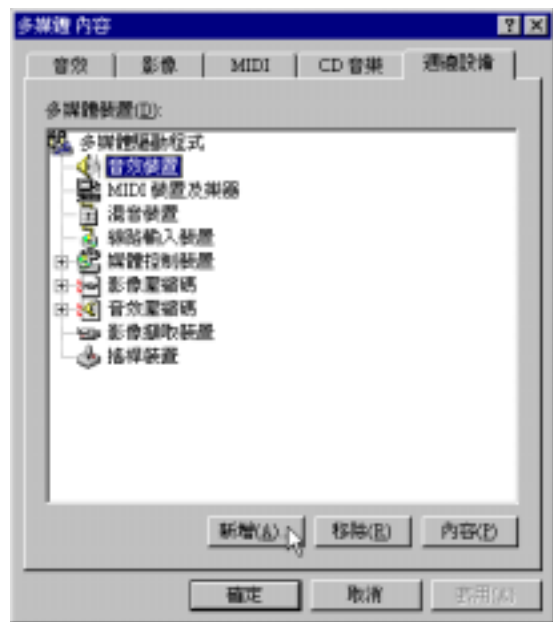 多媒體 內容
音效 影像 MIDI CD 音樂 週邊設備
多媒體裝置(D):
多媒體驅動程式
音效裝置
MIDI 裝置及樂器
混音裝置
線路輸入裝置
媒體控制裝置
影像壓縮碼
音效壓縮碼
影像擷取裝置
搖桿裝置
新增(A)... 移除(R) 內容(P)
確定 取消 套用(A)